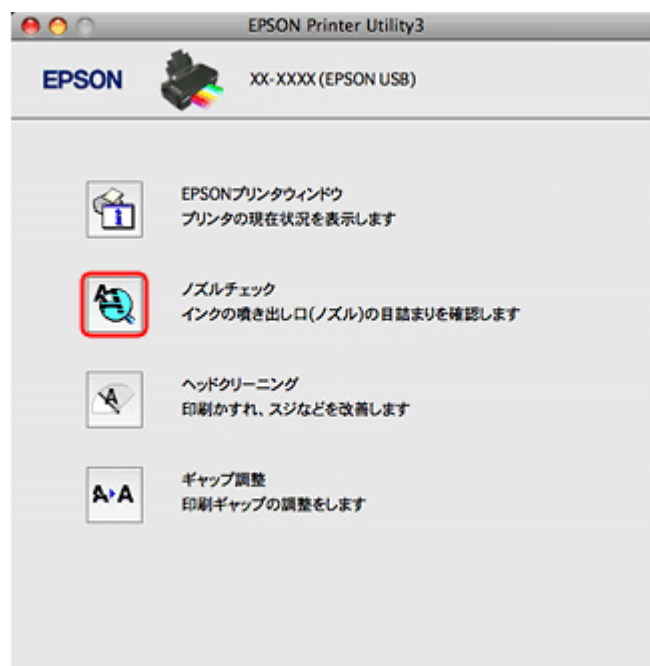 EPSON Printer Utility3
EPSON
XX-XXXX (EPSON USB)
EPSONプリンタウィンドウ
プリンタの現在状況を表示します
ノズルチェック
インクの噴き出し口(ノズル)の目詰まりを確認します
ヘッドクリーニング
印刷かすれ、スジなどを改善します
ギャップ調整
印刷ギャップの調整をします